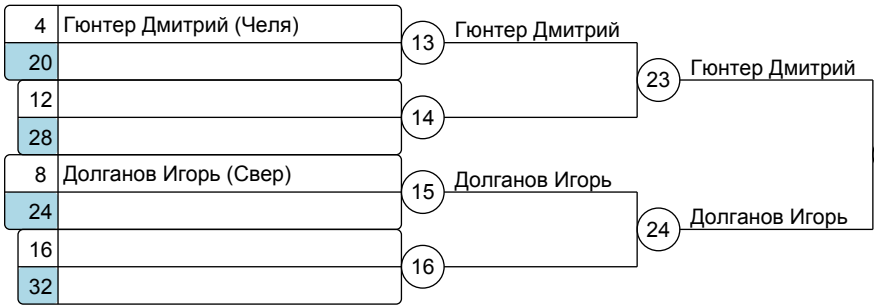 4 Гюнтер Дмитрий (Челя)
20
13 Гюнтер Дмитрий
12
28
14
23 Гюнтер Дмитрий
8 Долганов Игорь (Свер)
24
15 Долганов Игорь
16
32
16
24 Долганов Игорь